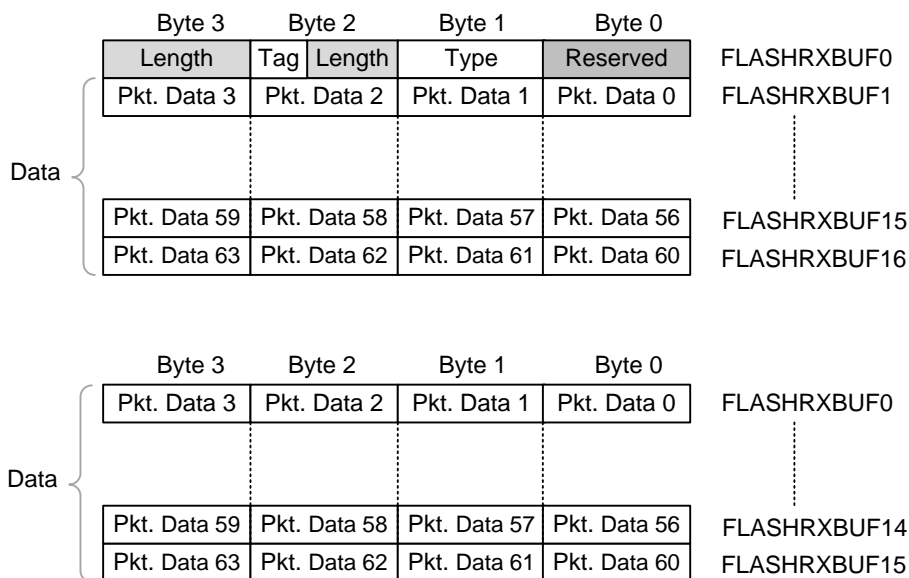 Byte 3 Byte 2 Byte 1 Byte 0
Length Tag Length Type Reserved FLASHRXBUF0
Pkt. Data 3 Pkt. Data 2 Pkt. Data 1 Pkt. Data 0 FLASHRXBUF1
Data
Pkt. Data 59 Pkt. Data 58 Pkt. Data 57 Pkt. Data 56 FLASHRXBUF15
Pkt. Data 63 Pkt. Data 62 Pkt. Data 61 Pkt. Data 60 FLASHRXBUF16
Byte 3 Byte 2 Byte 1 Byte 0
Pkt. Data 3 Pkt. Data 2 Pkt. Data 1 Pkt. Data 0 FLASHRXBUF0
Data
Pkt. Data 59 Pkt. Data 58 Pkt. Data 57 Pkt. Data 56 FLASHRXBUF14
Pkt. Data 63 Pkt. Data 62 Pkt. Data 61 Pkt. Data 60 FLASHRXBUF15